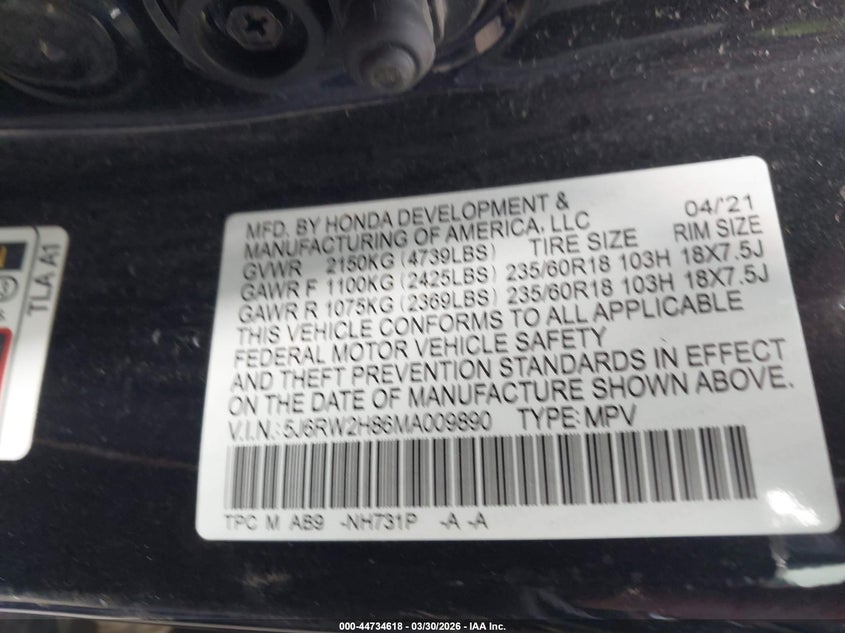 MFD. BY HONDA DEVELOPMENT & 04/'21
MANUFACTURING OF AMERICA, LLC
GVWR 2150KG (4739LBS) TIRE SIZE RIM SIZE
GAWR F 1100KG (2425LBS) 235/60R18 103H 18X7.5J
GAWR R 1075KG (2369LBS) 235/60R18 103H 18X7.5J
THIS VEHICLE CONFORMS TO ALL APPLICABLE
FEDERAL MOTOR VEHICLE SAFETY
AND THEFT PREVENTION STANDARDS IN EFFECT
ON THE DATE OF MANUFACTURE SHOWN ABOVE.
V.I.N.: 5J6RW2H86MA009890 TYPE: MPV
TPC M AB9 -NH731P -A -A
TLA A1
000-44734618 - 03/30/2026 - IAA Inc.